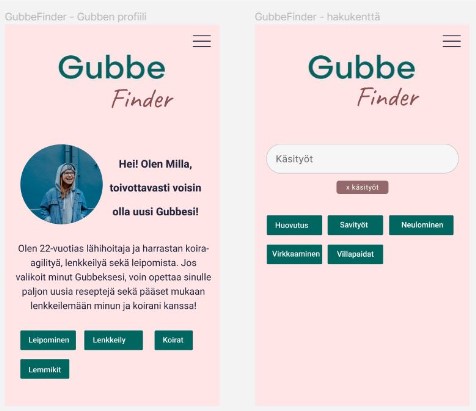 GubbeFinder - Gubben profiili
Gubbe
Finder
Hei! Olen Milla,
toivottavasti voisin
olla uusi Gubbesi!
Olen 22-vuotias lähihoitaja ja harrastan koira-
agilityä, lenkkeilyä sekä leipomista. Jos
valikoit minut Gubbeksesi, voin opettaa sinulle
paljon uusia reseptejä sekä pääset mukaan
lenkkeilemään minun ja koirani kanssa!
Leipominen
Lenkkeily
Koirat
Lemmikit
GubbeFinder - hakukenttä
Gubbe
Finder
Käsityöt
x käsityöt
Huovutus
Savityöt
Neulominen
Virkkaaminen
Villapaidat